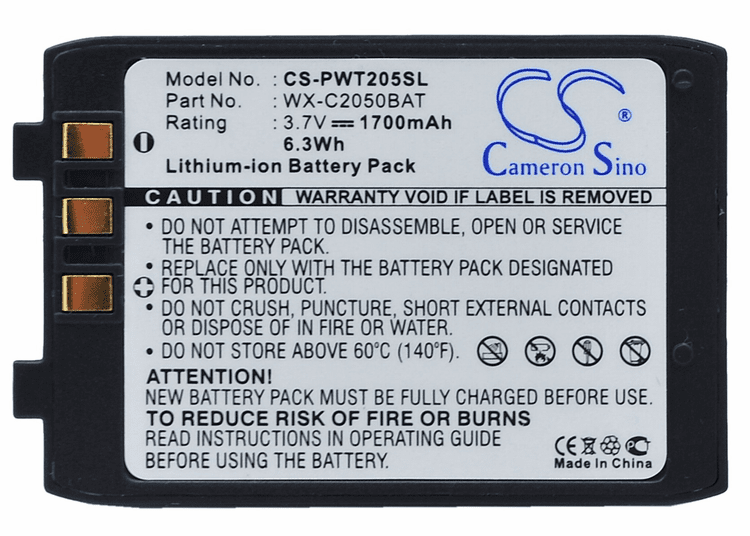 Model No. : CS-PWT205SL
Part No. : WX-C2050BAT
Rating : 3.7V⎓1700mAh
6.3Wh
Lithium-ion Battery Pack
CS ®
Cameron Sino
CAUTION WARRANTY VOID IF LABEL IS REMOVED
• DO NOT ATTEMPT TO DISASSEMBLE, OPEN OR SERVICE
THE BATTERY PACK.
• REPLACE ONLY WITH THE BATTERY PACK DESIGNATED
FOR THIS PRODUCT.
• DO NOT CRUSH, PUNCTURE, SHORT EXTERNAL CONTACTS
OR DISPOSE OF IN FIRE OR WATER.
• DO NOT STORE ABOVE 60°C (140°F).
ATTENTION!
NEW BATTERY PACK MUST BE FULLY CHARGED BEFORE USE.
TO REDUCE RISK OF FIRE OR BURNS
READ INSTRUCTIONS IN OPERATING GUIDE
BEFORE USING THE BATTERY.
CE
Made In China